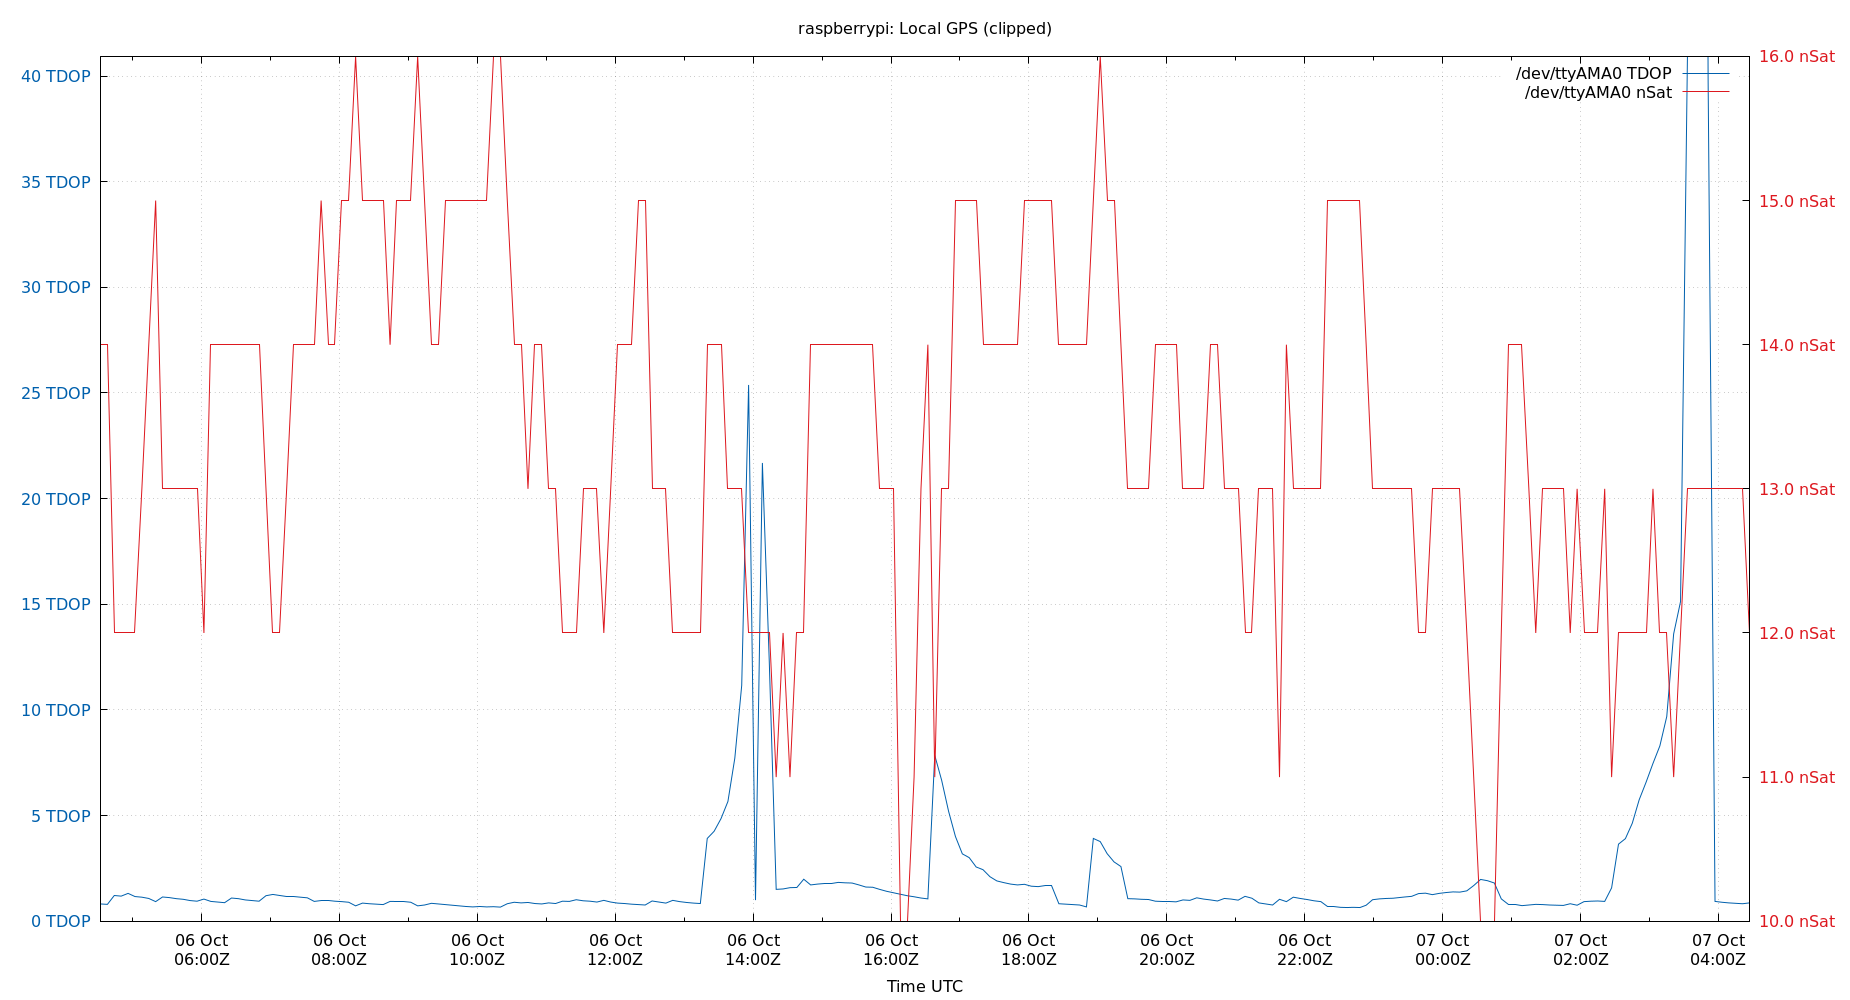 raspberrypi: Local GPS (clipped)
/dev/ttyAMA0 TDOP
/dev/ttyAMA0 nSat
40 TDOP
35 TDOP
30 TDOP
25 TDOP
20 TDOP
15 TDOP
10 TDOP
5 TDOP
0 TDOP
16.0 nSat
15.0 nSat
14.0 nSat
13.0 nSat
12.0 nSat
11.0 nSat
10.0 nSat
06 Oct 06 Oct 06 Oct 06 Oct 06 Oct 06 Oct 06 Oct 06 Oct 06 Oct 07 Oct 07 Oct 07 Oct
06:00Z 08:00Z 10:00Z 12:00Z 14:00Z 16:00Z 18:00Z 20:00Z 22:00Z 00:00Z 02:00Z 04:00Z
Time UTC